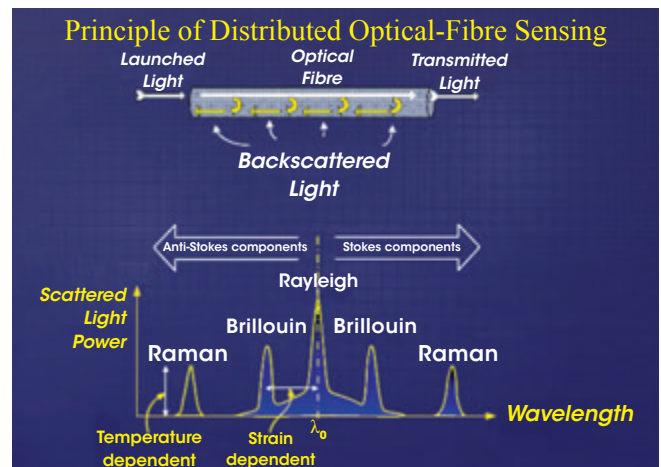 Principle of Distributed Optical-Fibre Sensing
Launched
Light
Optical
Fibre
Transmitted
Light
Backscattered
Light
Anti-Stokes components
Stokes components
Rayleigh
Scattered
Light
Power
Brillouin
Brillouin
Raman
Raman
Wavelength
λ₀
Temperature
dependent
Strain
dependent